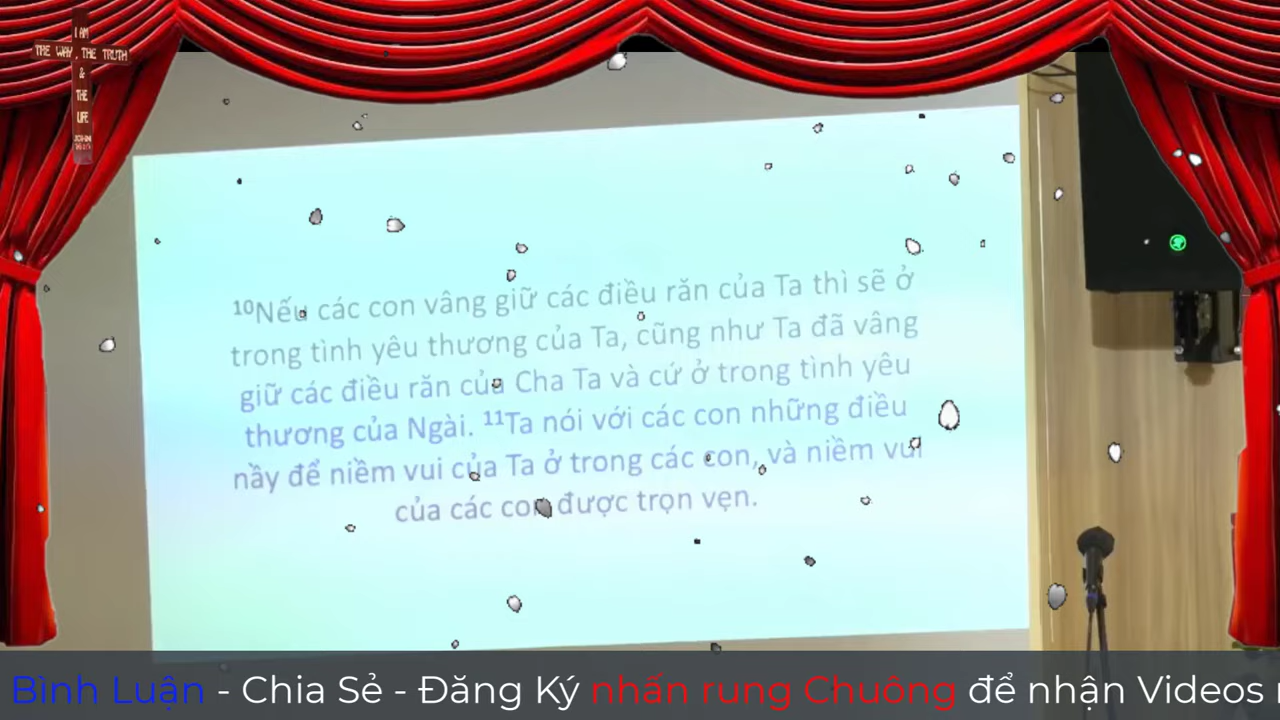 I AM
THE WAY, THE TRUTH
&
THE
LIFE
JOHN
¹⁰Nếu các con vâng giữ các điều răn của Ta thì sẽ ở
trong tình yêu thương của Ta, cũng như Ta đã vâng
giữ các điều răn của Cha Ta và cứ ở trong tình yêu
thương của Ngài. ¹¹Ta nói với các con những điều
nầy để niềm vui của Ta ở trong các con, và niềm vui
của các con được trọn vẹn.
Bình Luận - Chia Sẻ - Đăng Ký nhấn rung Chuông để nhận Videos